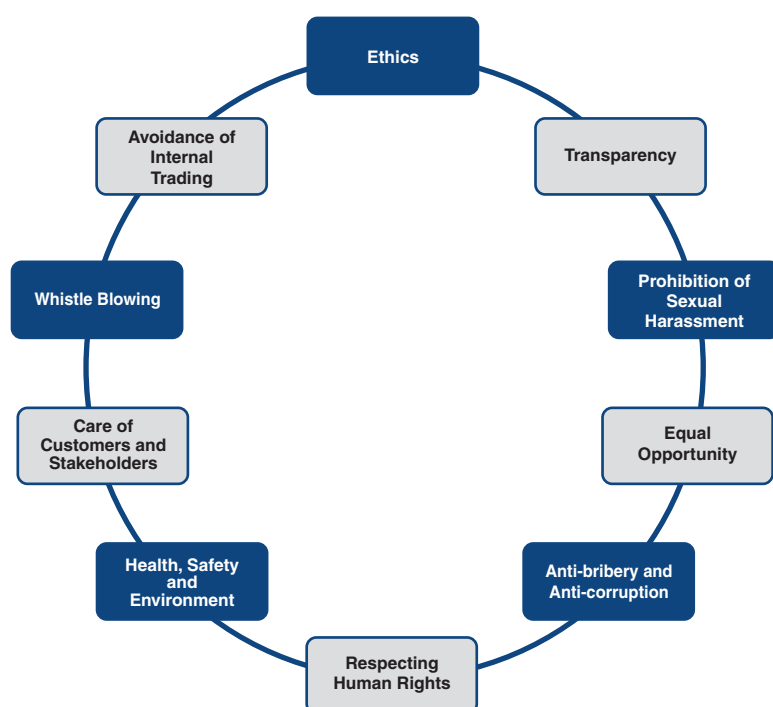 Ethics
Transparency
Prohibition of
Sexual
Harassment
Equal
Opportunity
Anti-bribery and
Anti-corruption
Respecting
Human Rights
Health, Safety
and
Environment
Care of
Customers and
Stakeholders
Whistle Blowing
Avoidance of
Internal
Trading